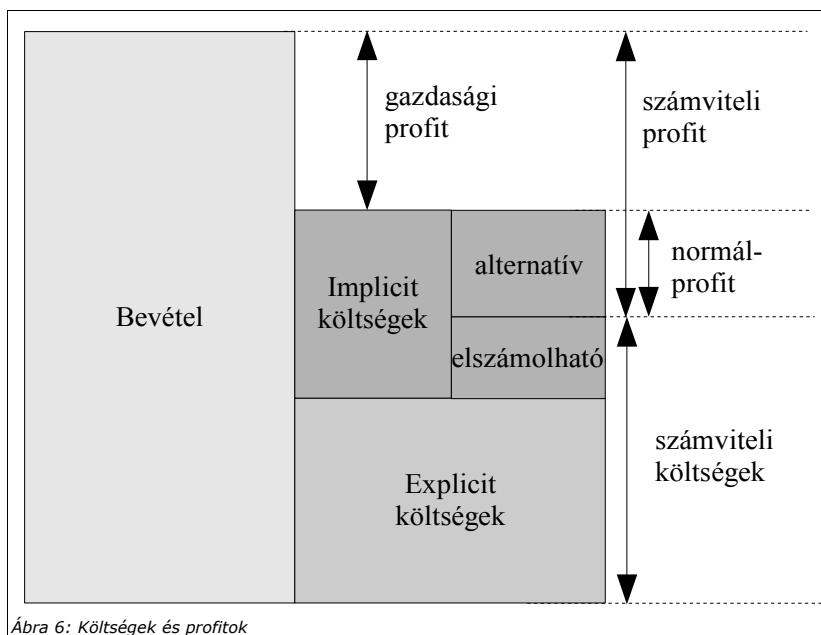 gazdasági
profit
számviteli
profit
Bevétel
Implicit
költségek
alternatív
normál-
profit
elszámolható
Explicit
költségek
számviteli
költségek
Ábra 6: Költségek és profitok